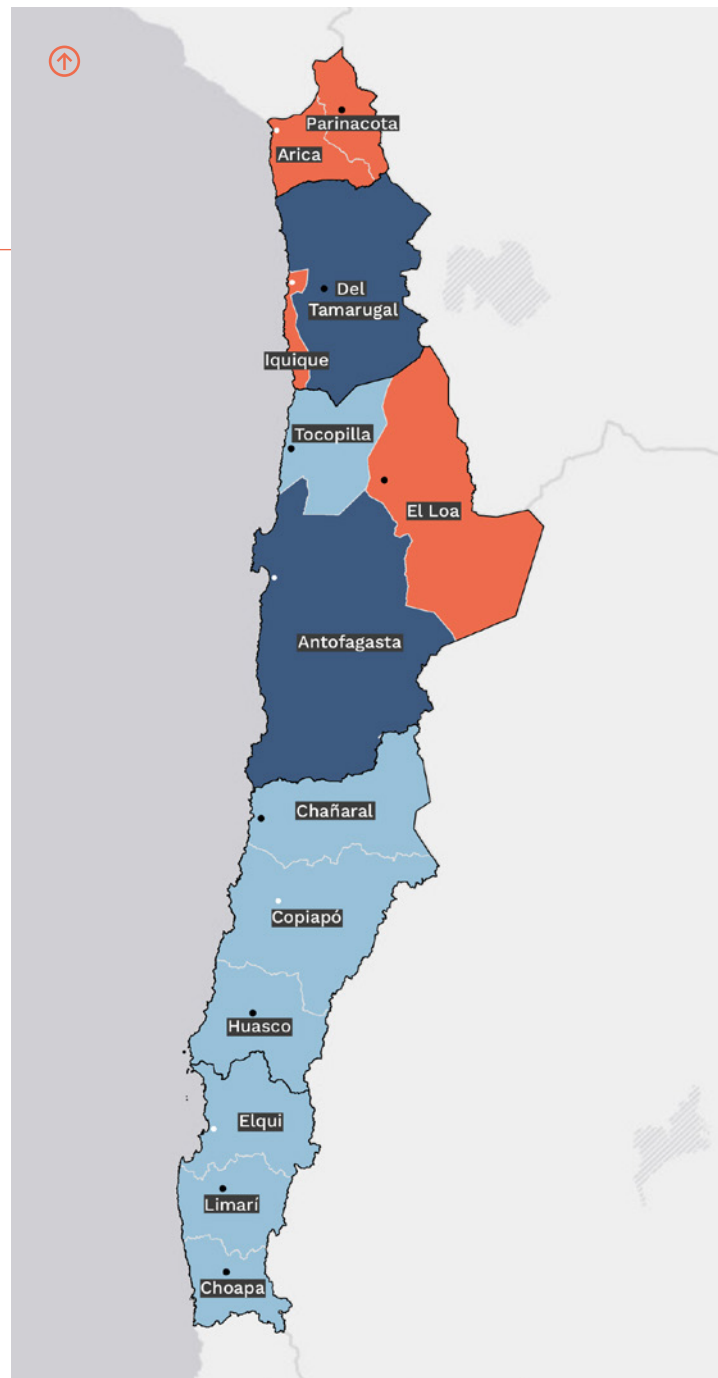 Parinacota
Arica
Del
Tamarugal
Iquique
Tocopilla
El Loa
Antofagasta
Chañaral
Copiapó
Huasco
Elqui
Limarí
Choapa